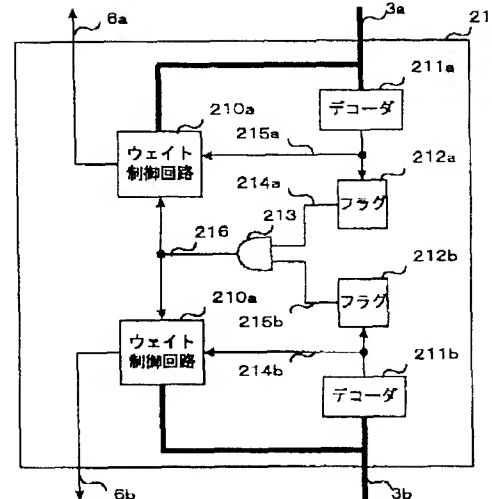 6a
3a
21
211a
デコーダ
210a
215a
ウェイト
制御回路
212a
214a
フラグ
216
213
212b
210a
フラグ
ウェイト
制御回路
215b
211b
214b
デコーダ
6b
3b